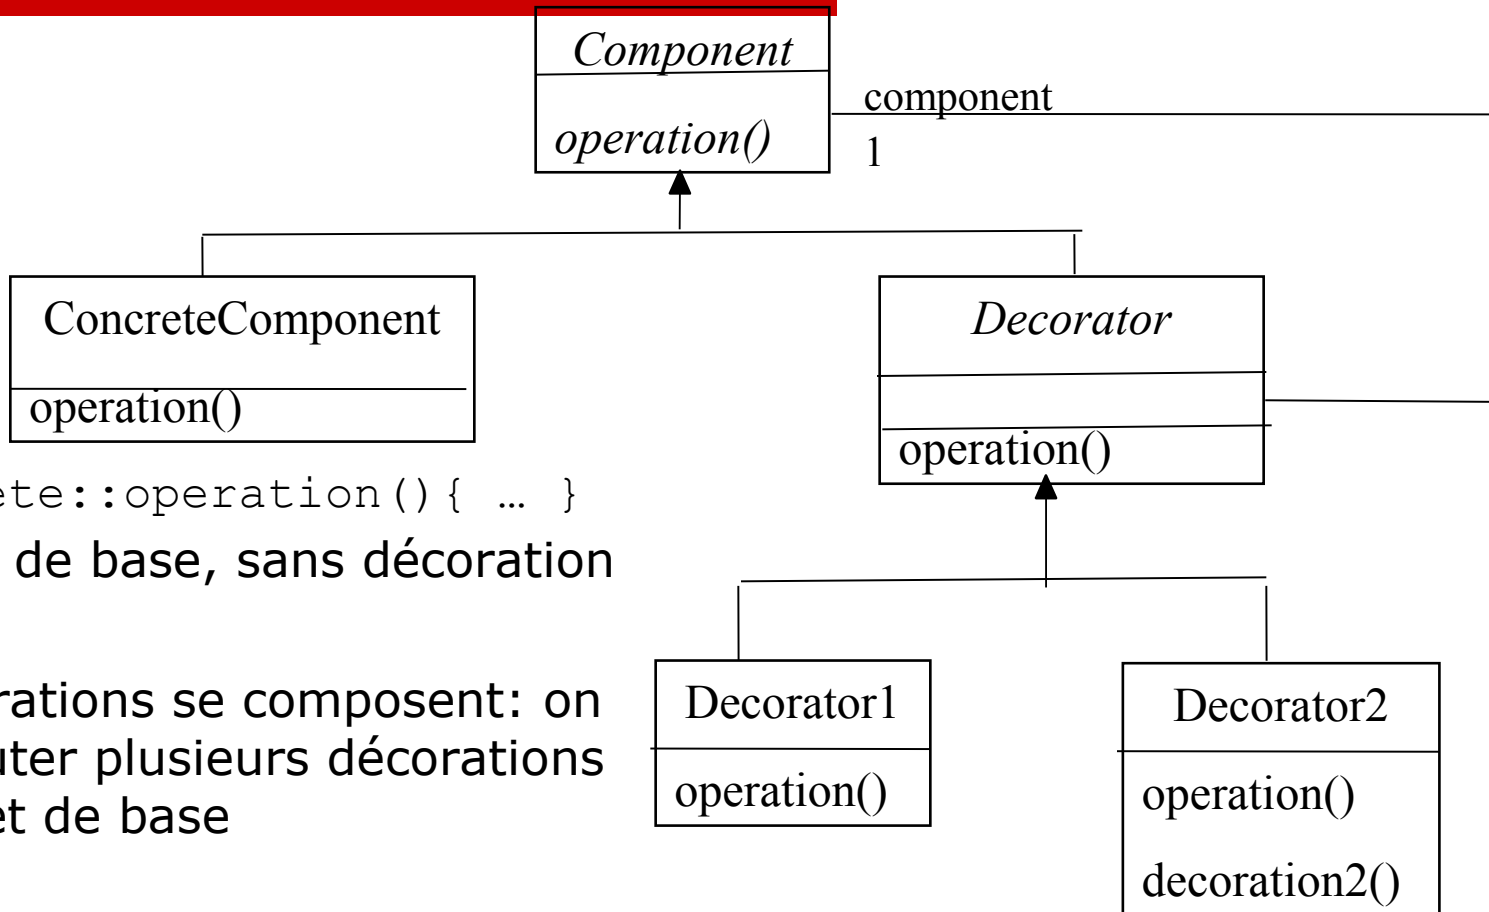 Component
operation()
component
1
ConcreteComponent
operation()
Decorator
operation()
ete::operation(){ … }
de base, sans décoration
rations se composent: on
uter plusieurs décorations
et de base
Decorator1
operation()
Decorator2
operation()
decoration2()